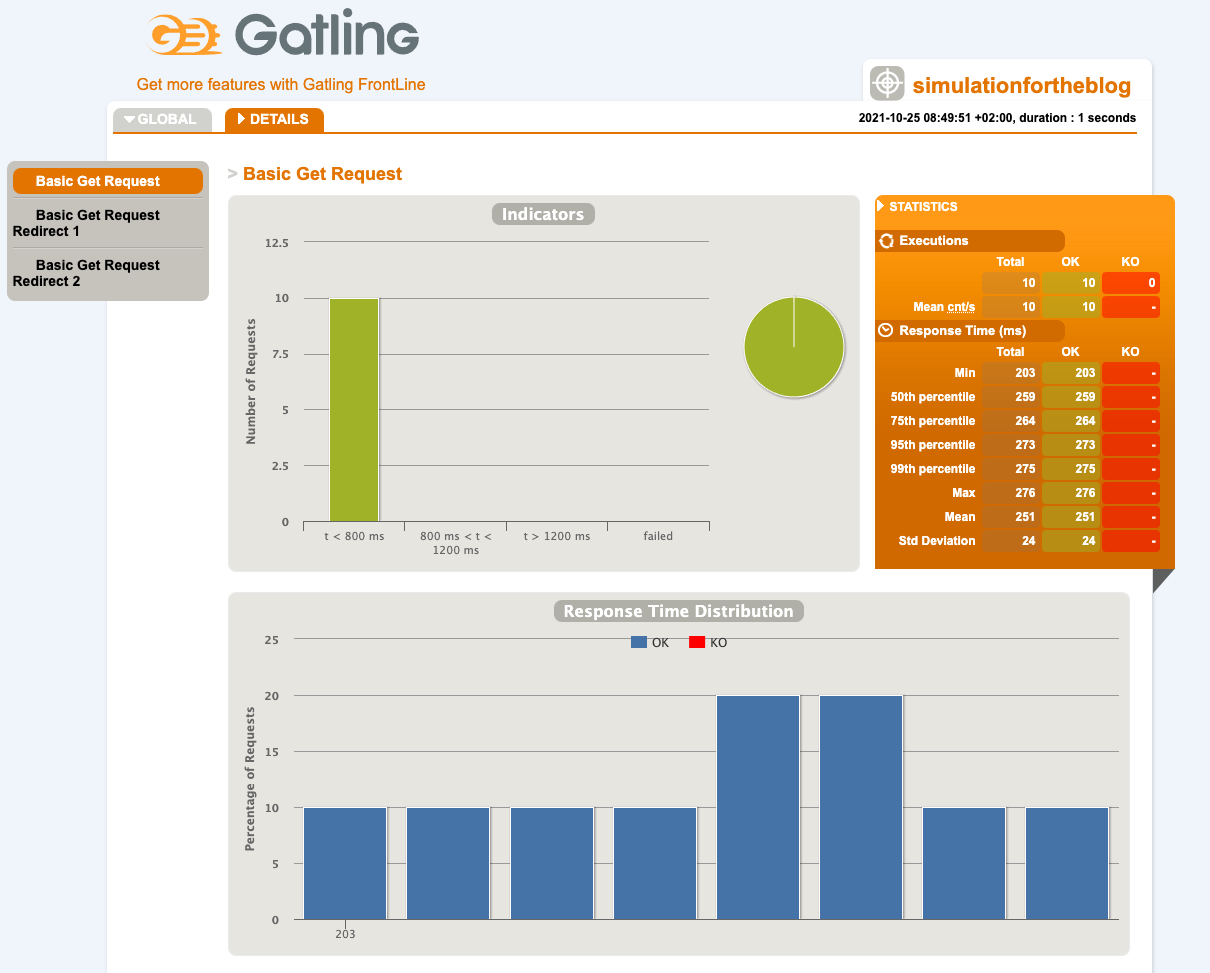 Gatling
Get more features with Gatling FrontLine
simulationfortheblog
GLOBAL
DETAILS
2021-10-25 08:49:51 +02:00, duration : 1 seconds
Basic Get Request
Basic Get Request
Redirect 1
Basic Get Request
Redirect 2
> Basic Get Request
Indicators
12.5
10
7.5
5
2.5
0
Number of Requests
t < 800 ms
800 ms < t <
1200 ms
t > 1200 ms
failed
STATISTICS
Executions
Total OK KO
10 10 0
Mean cnt/s 10 10 -
Response Time (ms)
Total OK KO
Min 203 203 -
50th percentile 259 259 -
75th percentile 264 264 -
95th percentile 273 273 -
99th percentile 275 275 -
Max 276 276 -
Mean 251 251 -
Std Deviation 24 24 -
Response Time Distribution
OK KO
25
20
15
10
5
0
Percentage of Requests
203